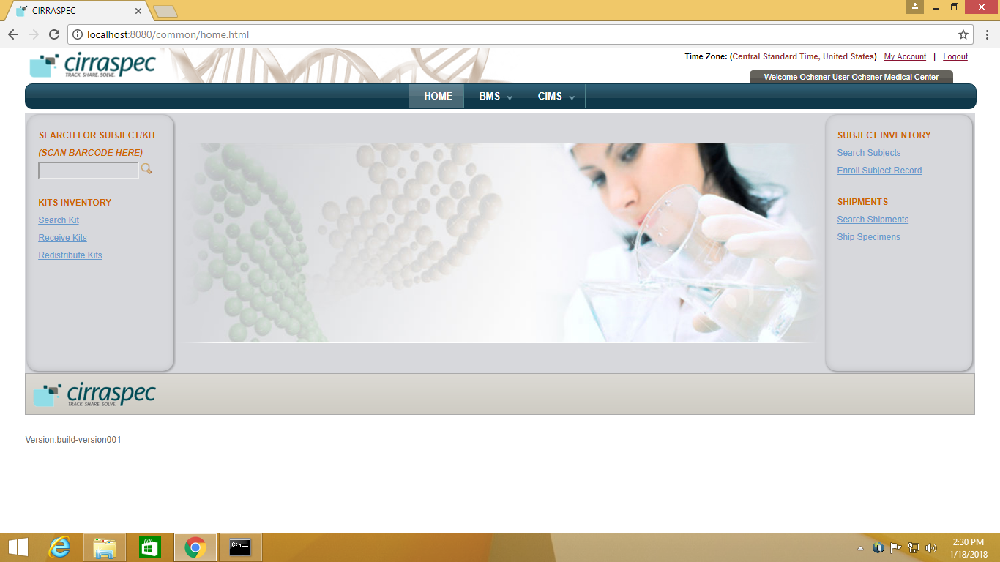 CIRRASPEC
localhost:8080/common/home.html
cirraspec
TRACK. SHARE. SOLVE.
Time Zone: (Central Standard Time, United States) My Account | Logout
Welcome Ochsner User Ochsner Medical Center
HOME BMS CIMS
SEARCH FOR SUBJECT/KIT
(SCAN BARCODE HERE)
KITS INVENTORY
Search Kit
Receive Kits
Redistribute Kits
SUBJECT INVENTORY
Search Subjects
Enroll Subject Record
SHIPMENTS
Search Shipments
Ship Specimens
cirraspec
TRACK. SHARE. SOLVE.
Version:build-version001
C:\
2:30 PM
1/18/2018